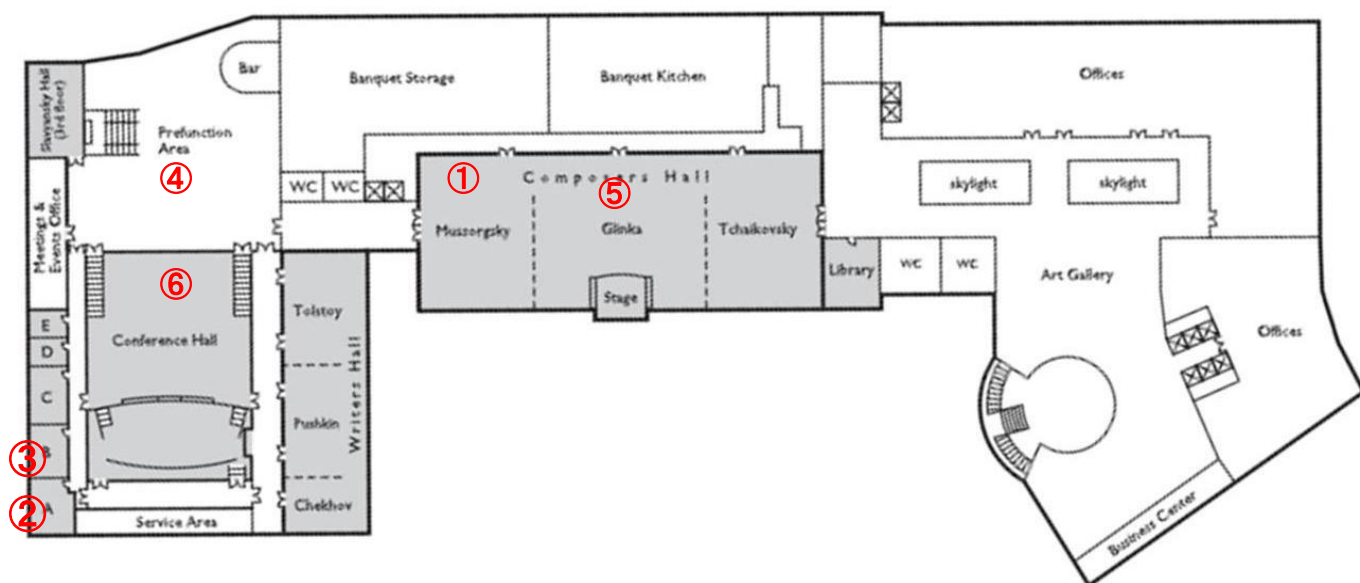 Slavyansky Hall
(3rd floor)
Bar
Banquet Storage
Banquet Kitchen
Offices
Prefunction
Area
④
Meetings &
Events Office
WC
WC
①
Composers Hall
⑤
Mussorgsky
Glinka
Tchaikovsky
Stage
Library
WC
WC
skylight
skylight
Art Gallery
Offices
Business Center
⑥
Conference Hall
E
D
C
③
B
②
A
Service Area
Tolstoy
Pushkin
Chekhov
Writers Hall